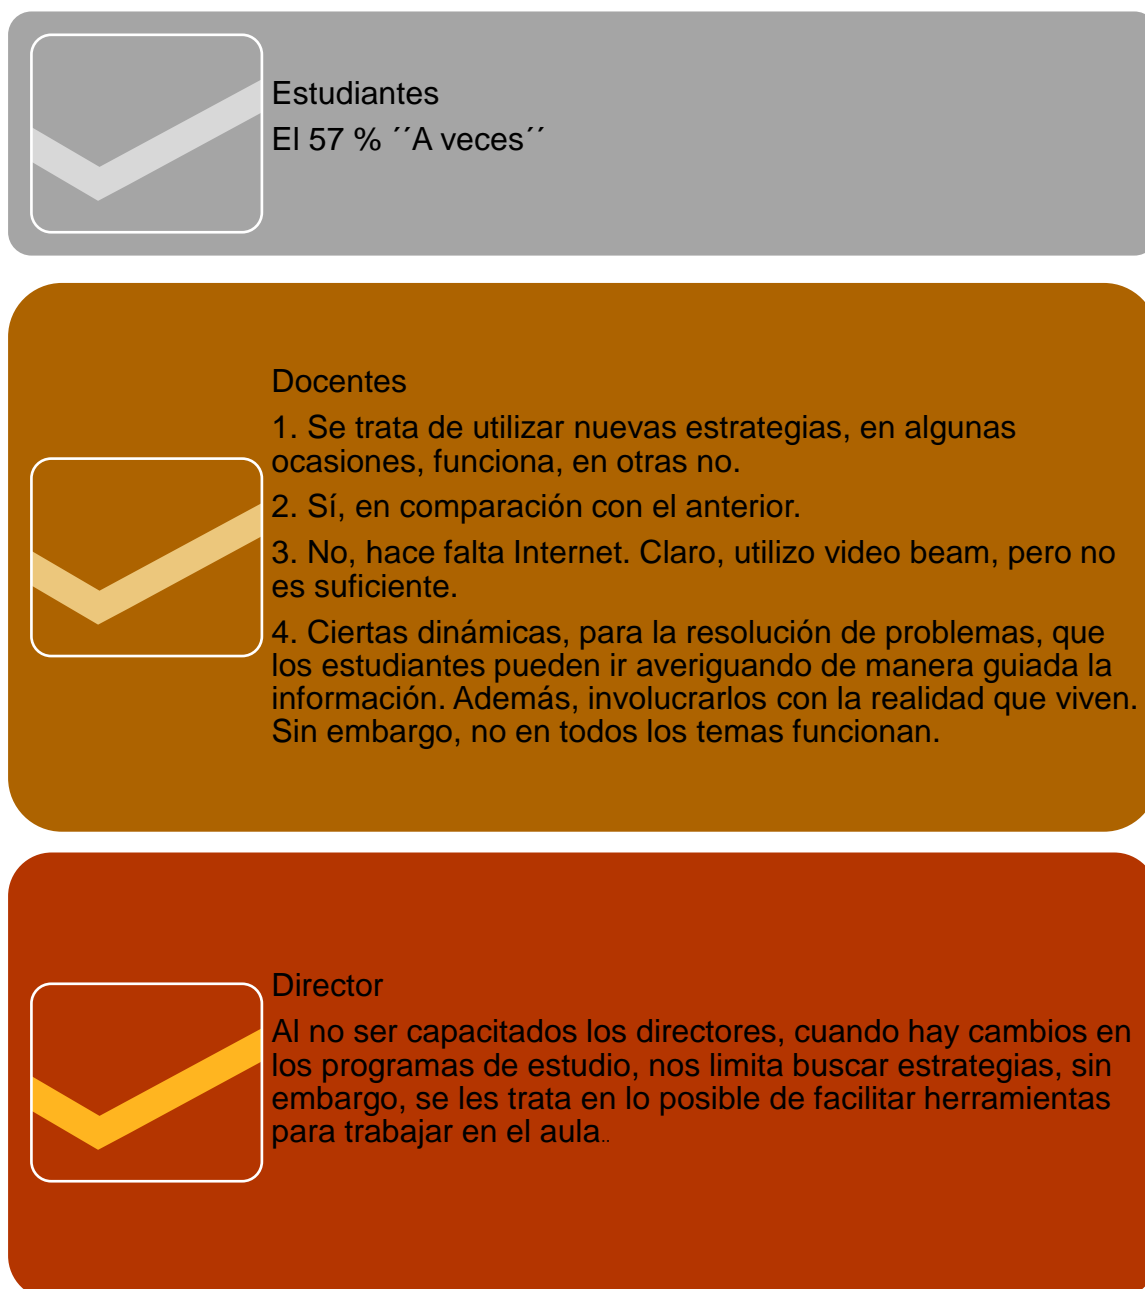 Estudiantes
El 57 % ´´A veces´´
Docentes
1. Se trata de utilizar nuevas estrategias, en algunas
ocasiones, funciona, en otras no.
2. Sí, en comparación con el anterior.
3. No, hace falta Internet. Claro, utilizo video beam, pero no
es suficiente.
4. Ciertas dinámicas, para la resolución de problemas, que
los estudiantes pueden ir averiguando de manera guiada la
información. Además, involucrarlos con la realidad que viven.
Sin embargo, no en todos los temas funcionan.
Director
Al no ser capacitados los directores, cuando hay cambios en
los programas de estudio, nos limita buscar estrategias, sin
embargo, se les trata en lo posible de facilitar herramientas
para trabajar en el aula..